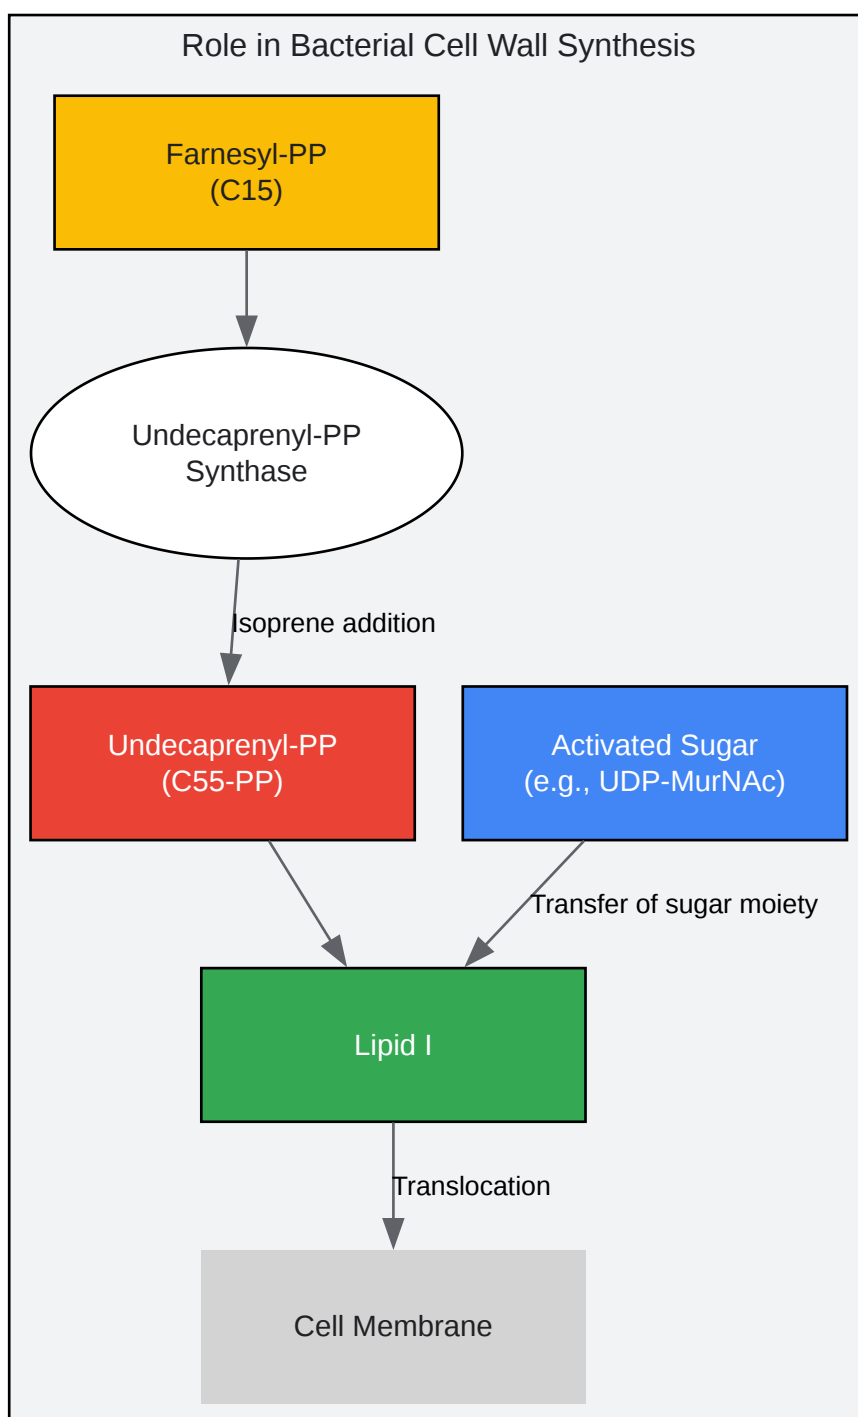 Role in Bacterial Cell Wall Synthesis
Farnesyl-PP
(C15)
Undecaprenyl-PP
Synthase
Isoprene addition
Undecaprenyl-PP
(C55-PP)
Activated Sugar
(e.g., UDP-MurNAc)
Transfer of sugar moiety
Lipid I
Translocation
Cell Membrane